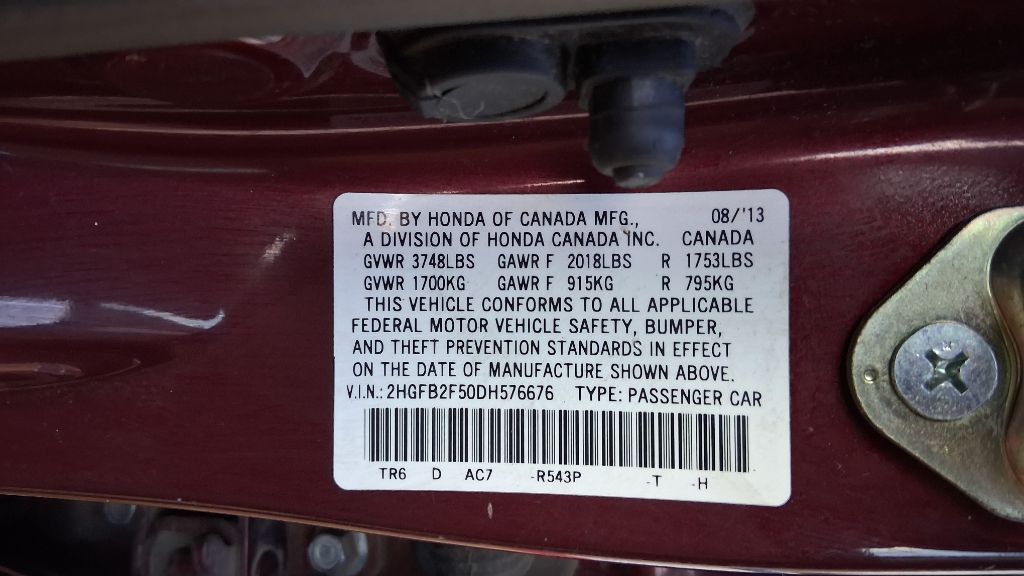 MFD. BY HONDA OF CANADA MFG., 08/'13
A DIVISION OF HONDA CANADA INC. CANADA
GVWR 3748LBS GAWR F 2018LBS R 1753LBS
GVWR 1700KG GAWR F 915KG R 795KG
THIS VEHICLE CONFORMS TO ALL APPLICABLE
FEDERAL MOTOR VEHICLE SAFETY, BUMPER,
AND THEFT PREVENTION STANDARDS IN EFFECT
ON THE DATE OF MANUFACTURE SHOWN ABOVE.
V.I.N.: 2HGFB2F50DH576676 TYPE: PASSENGER CAR
TR6 D AC7 -R543P -T -H